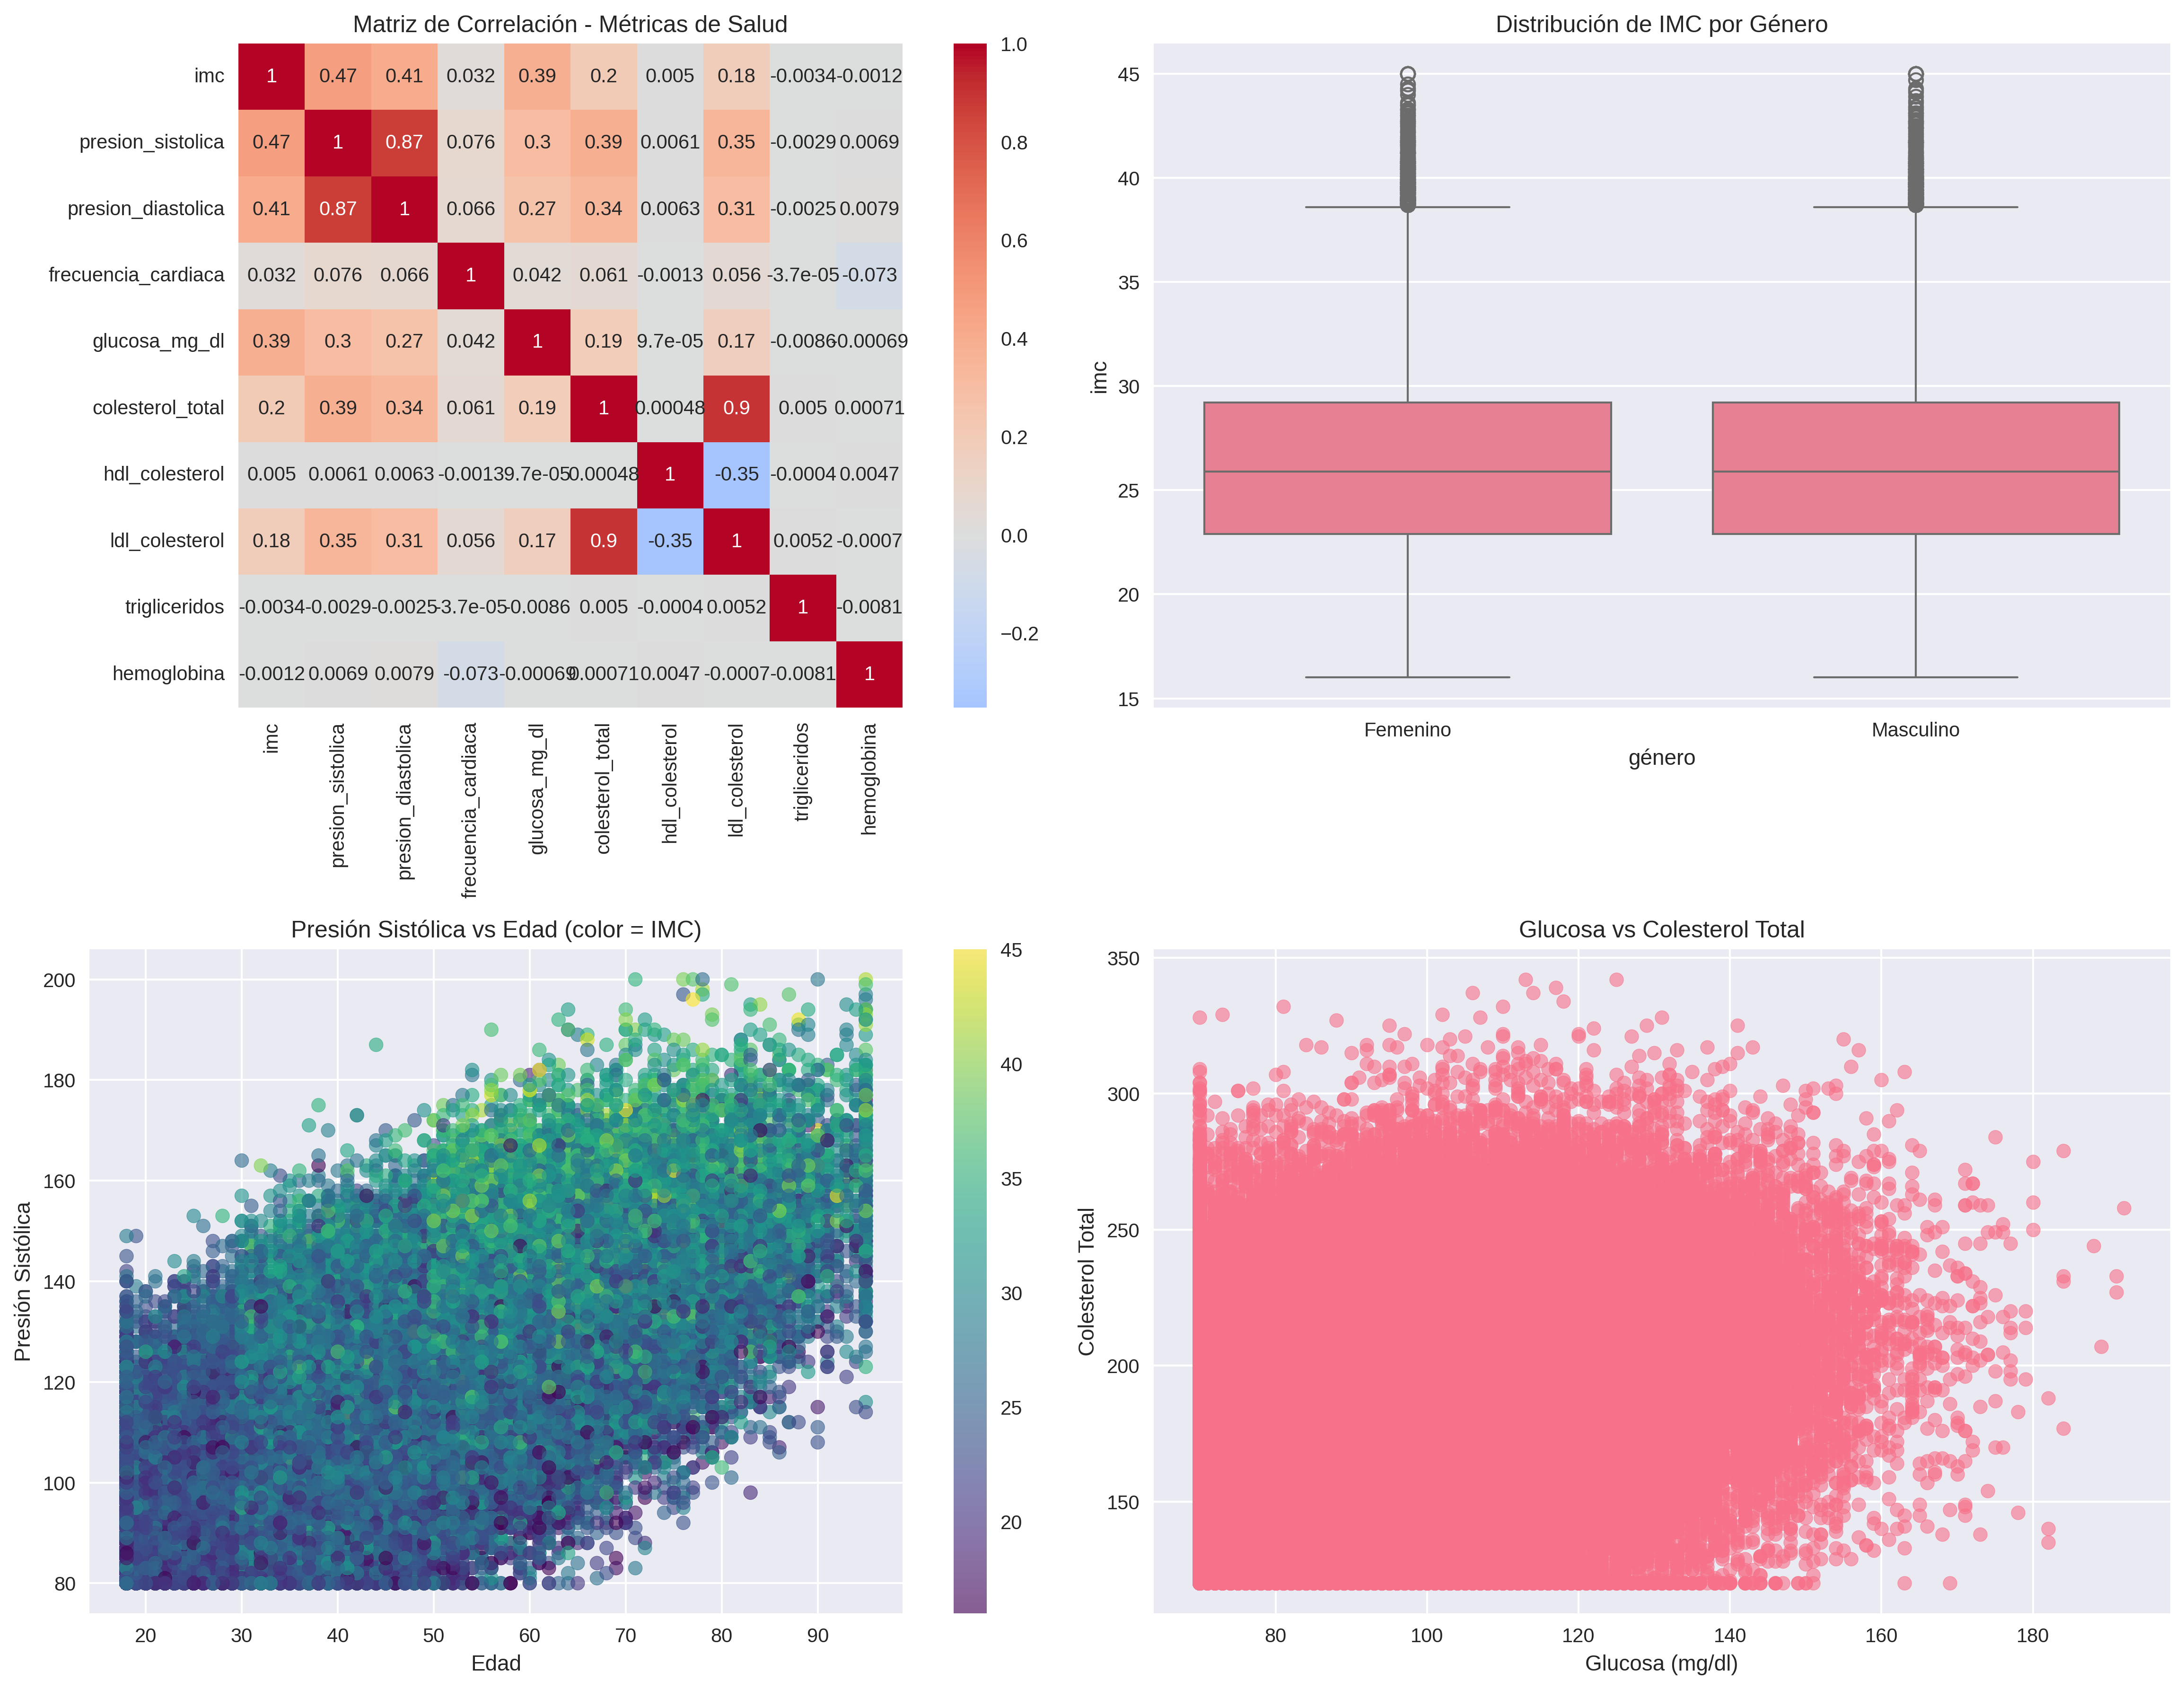 Matriz de Correlación - Métricas de Salud
imc 1 0.47 0.41 0.032 0.39 0.2 0.005 0.18 -0.0034 -0.0012
presion_sistolica 0.47 1 0.87 0.076 0.3 0.39 0.0061 0.35 -0.0029 0.0069
presion_diastolica 0.41 0.87 1 0.066 0.27 0.34 0.0063 0.31 -0.0025 0.0079
frecuencia_cardiaca 0.032 0.076 0.066 1 0.042 0.061 -0.0013 0.056 -3.7e-05 -0.073
glucosa_mg_dl 0.39 0.3 0.27 0.042 1 0.19 9.7e-05 0.17 -0.0086 -0.00069
colesterol_total 0.2 0.39 0.34 0.061 0.19 1 0.00048 0.9 0.005 0.00071
hdl_colesterol 0.005 0.0061 0.0063 -0.0013 9.7e-05 0.00048 1 -0.35 -0.0004 0.0047
ldl_colesterol 0.18 0.35 0.31 0.056 0.17 0.9 -0.35 1 0.0052 -0.0007
trigliceridos -0.0034 -0.0029 -0.0025 -3.7e-05 -0.0086 0.005 -0.0004 0.0052 1 -0.0081
hemoglobina -0.0012 0.0069 0.0079 -0.073 -0.00069 0.00071 0.0047 -0.0007 -0.0081 1
imc presion_sistolica presion_diastolica frecuencia_cardiaca glucosa_mg_dl colesterol_total hdl_colesterol ldl_colesterol trigliceridos hemoglobina
1.0
0.8
0.6
0.4
0.2
0.0
−0.2
Distribución de IMC por Género
imc
45
40
35
30
25
20
15
Femenino Masculino
género
Presión Sistólica vs Edad (color = IMC)
Presión Sistólica
200
180
160
140
120
100
80
20 30 40 50 60 70 80 90
Edad
45
40
35
30
25
20
Glucosa vs Colesterol Total
Colesterol Total
350
300
250
200
150
80 100 120 140 160 180
Glucosa (mg/dl)